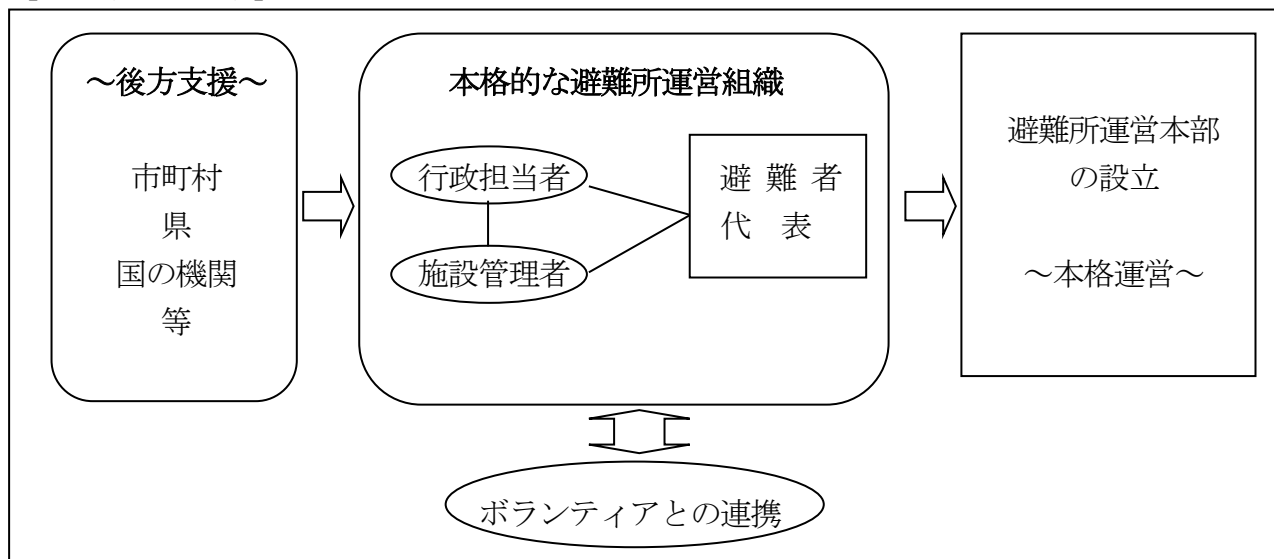 ~後方支援~
市町村
県
国の機関
等
本格的な避難所運営組織
行政担当者
施設管理者
避難者
代表
避難所運営本部
の設立
~本格運営~
ボランティアとの連携